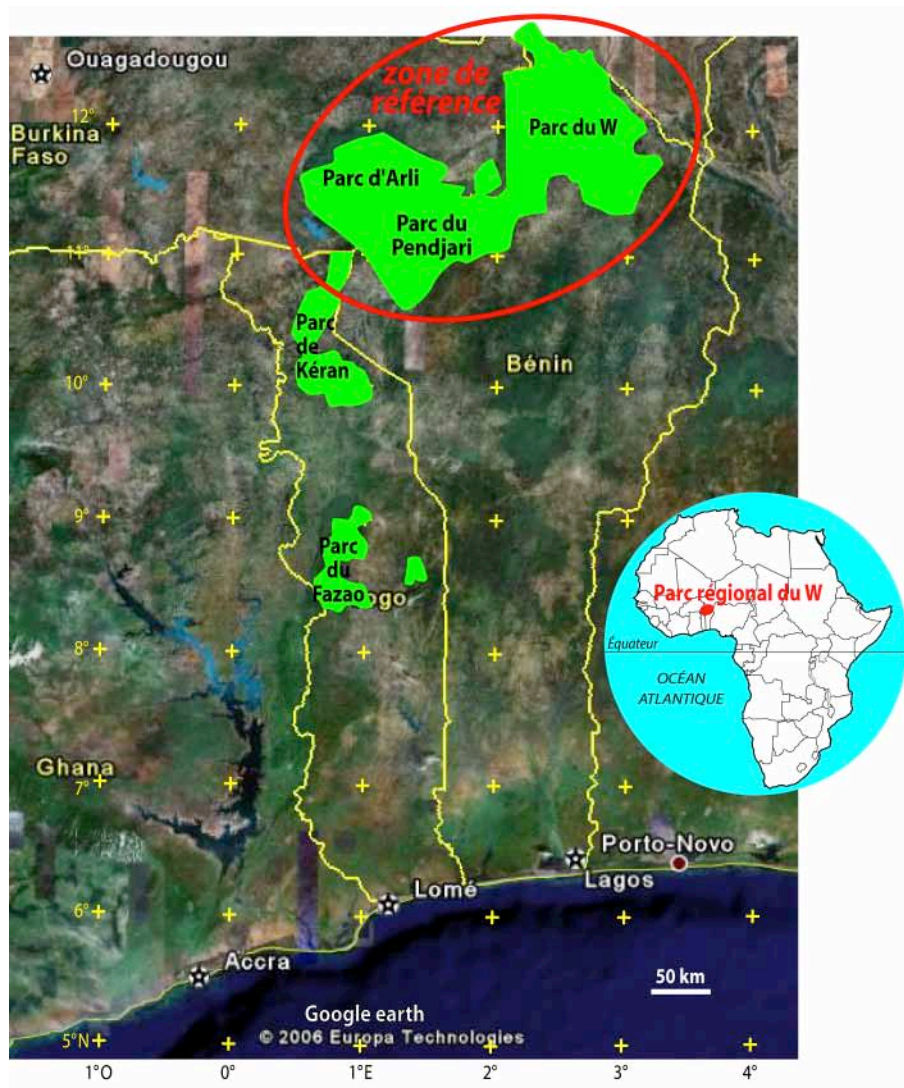 Ouagadougou
zone de
référence
12°
Burkina
Faso
Parc du W
Parc d'Arli
Parc du
Pendjari
11°
Parc
de
Kéran
Bénin
10°
9°
Parc
du
Fazao
ogo
8°
Parc régional du W
Équateur
OCÉAN
ATLANTIQUE
Ghana
7°
Porto-Novo
Lagos
Lomé
6°
Accra
50 km
Google earth
© 2006 Europa Technologies
5°N
1°O 0° 1°E 2° 3° 4°